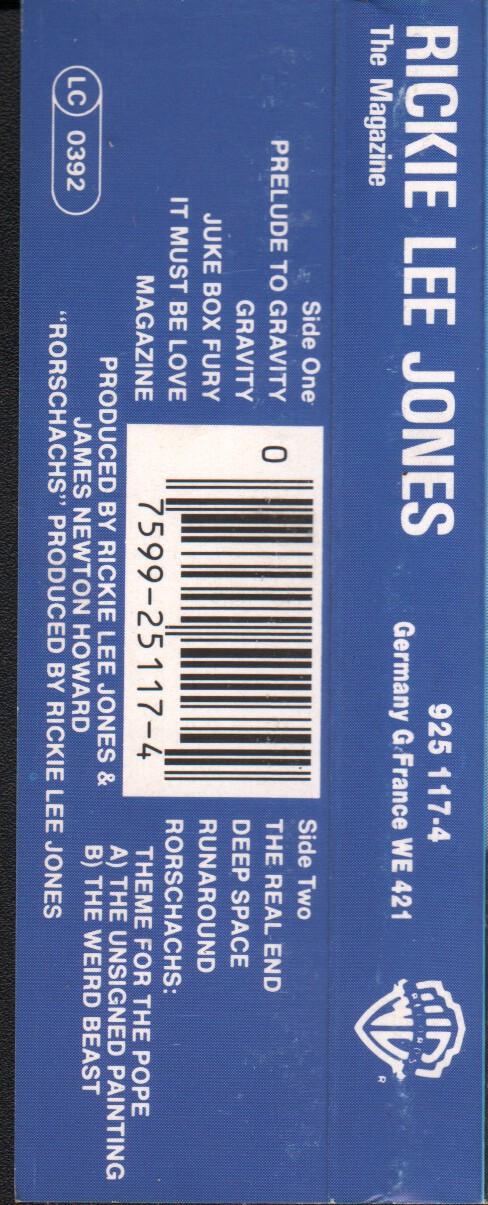 RICKIE LEE JONES
The Magazine
925 117-4
Germany G France WE 421
Side One
PRELUDE TO GRAVITY
GRAVITY
JUKE BOX FURY
IT MUST BE LOVE
MAGAZINE
0
7599-25117-4
Side Two
THE REAL END
DEEP SPACE
RUNAROUND
RORSCHACHS:
THEME FOR THE POPE
A) THE UNSIGNED PAINTING
B) THE WEIRD BEAST
PRODUCED BY RICKIE LEE JONES &
JAMES NEWTON HOWARD
"RORSCHACHS" PRODUCED BY RICKIE LEE JONES
LC 0392
WB
®